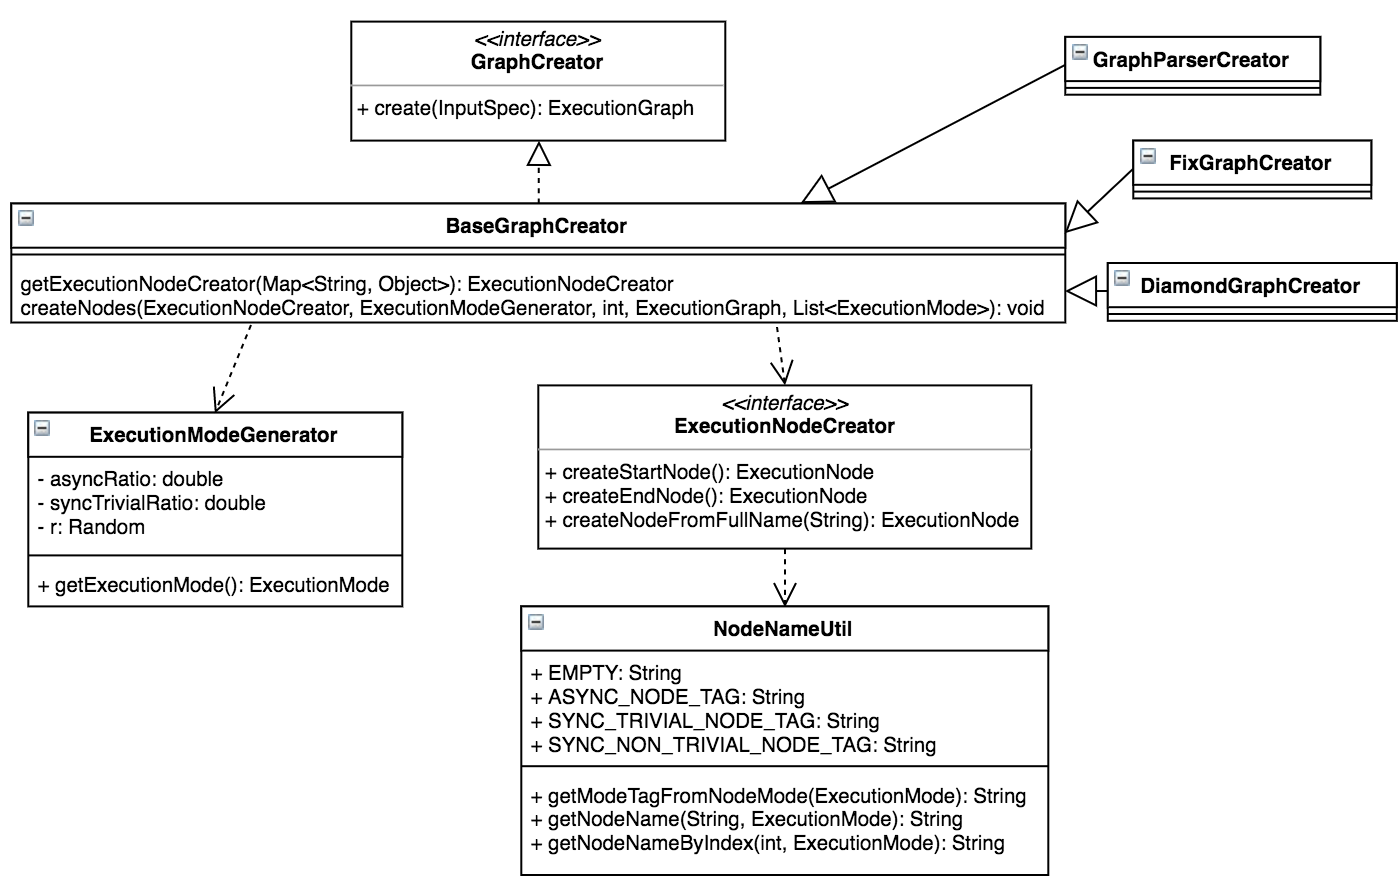 <<interface>>
GraphCreator
+ create(InputSpec): ExecutionGraph
GraphParserCreator
FixGraphCreator
BaseGraphCreator
getExecutionNodeCreator(Map<String, Object>): ExecutionNodeCreator
createNodes(ExecutionNodeCreator, ExecutionModeGenerator, int, ExecutionGraph, List<ExecutionMode>): void
DiamondGraphCreator
ExecutionModeGenerator
- asyncRatio: double
- syncTrivialRatio: double
- r: Random
+ getExecutionMode(): ExecutionMode
<<interface>>
ExecutionNodeCreator
+ createStartNode(): ExecutionNode
+ createEndNode(): ExecutionNode
+ createNodeFromFullName(String): ExecutionNode
NodeNameUtil
+ EMPTY: String
+ ASYNC_NODE_TAG: String
+ SYNC_TRIVIAL_NODE_TAG: String
+ SYNC_NON_TRIVIAL_NODE_TAG: String
+ getModeTagFromNodeMode(ExecutionMode): String
+ getNodeName(String, ExecutionMode): String
+ getNodeNameByIndex(int, ExecutionMode): String